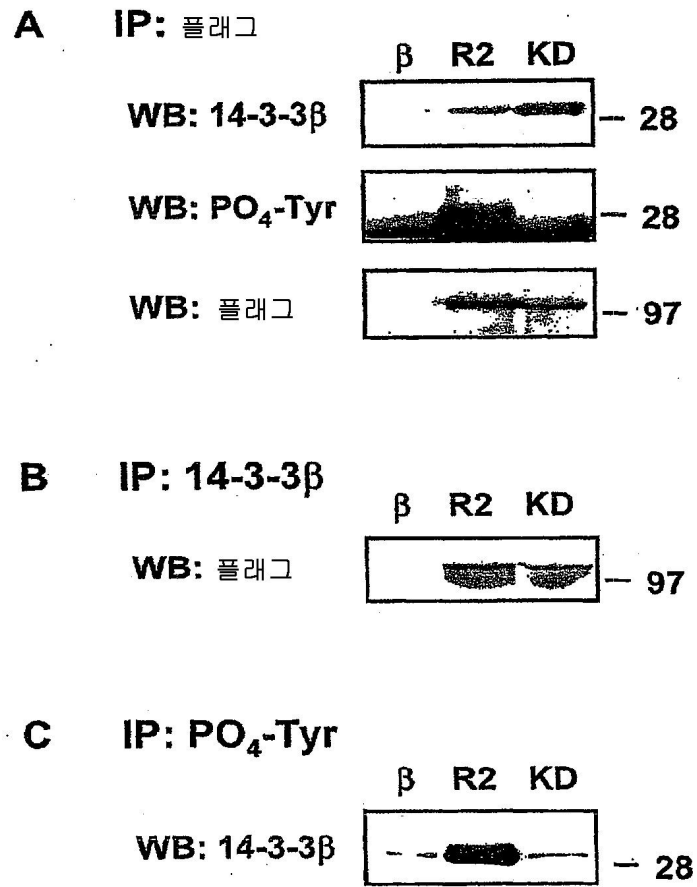 A IP: 플래그
β R2 KD
WB: 14-3-3β — 28
WB: PO₄-Tyr — 28
WB: 플래그 — 97
B IP: 14-3-3β
β R2 KD
WB: 플래그 — 97
C IP: PO₄-Tyr
β R2 KD
WB: 14-3-3β — 28